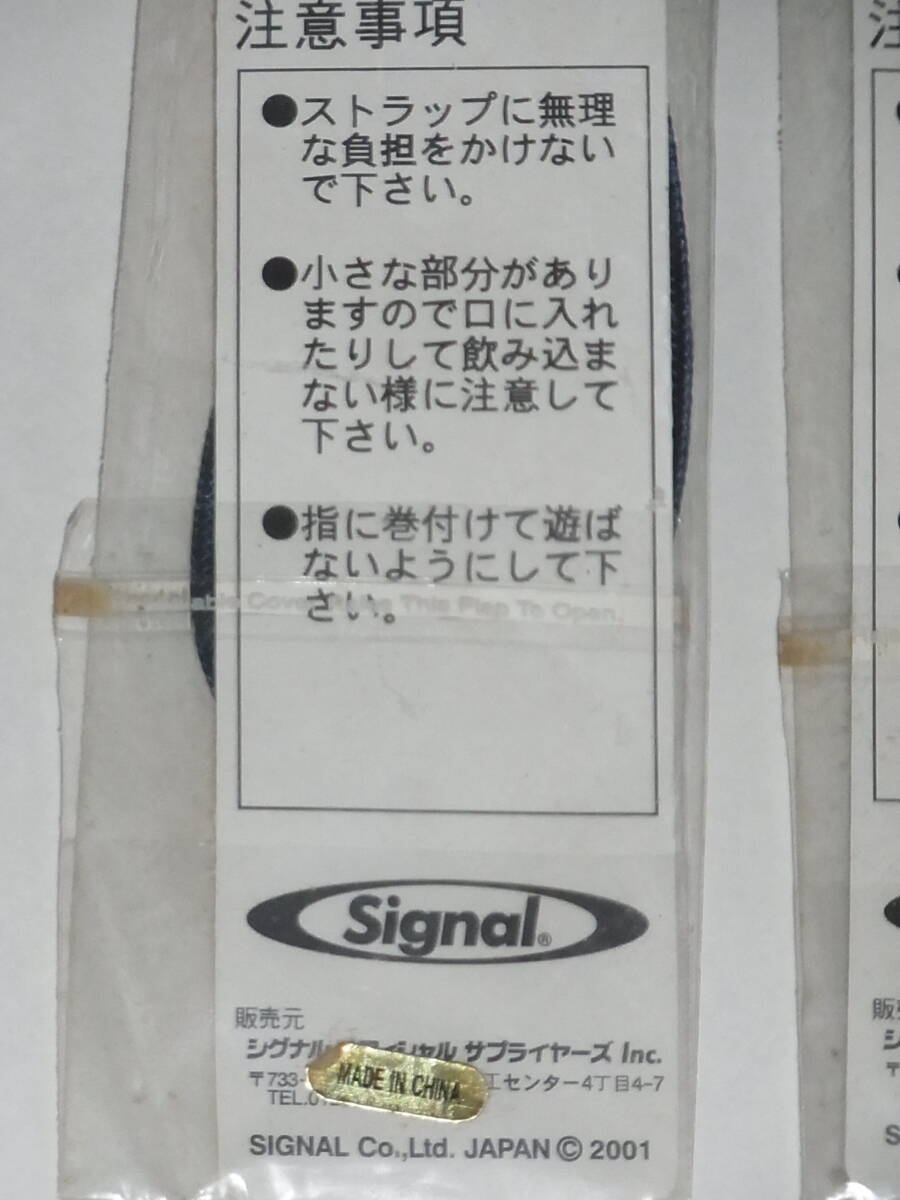 注意事項
●ストラップに無理
な負担をかけない
で下さい。
●小さな部分があり
ますので口に入れ
たりして飲み込ま
ない様に注意して
下さい。
●指に巻付けて遊ば
ないようにして下
さい。
This Flap To Open.
Signal®
販売元
シグナル シャル サプライヤーズ Inc.
〒733- 工センター4丁目4-7
TEL.
MADE IN CHINA
SIGNAL Co.,Ltd. JAPAN © 2001